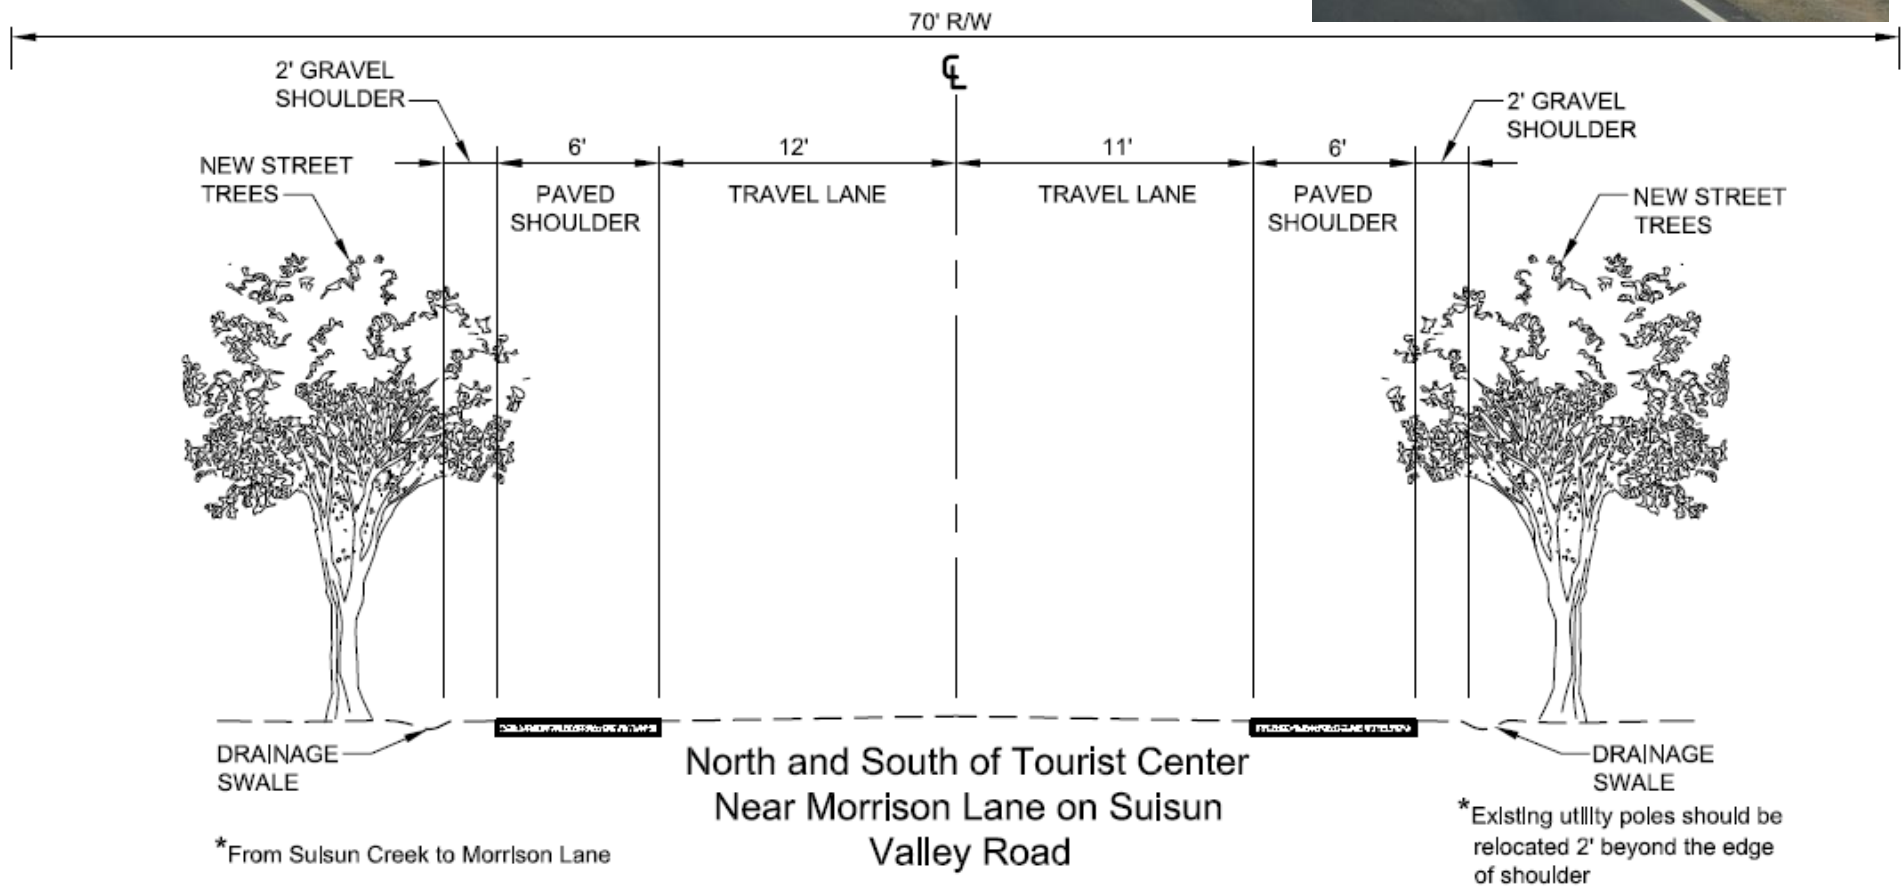 70' R/W
℄
2' GRAVEL
SHOULDER
2' GRAVEL
SHOULDER
6'
12'
11'
6'
NEW STREET
TREES
PAVED
SHOULDER
TRAVEL LANE
TRAVEL LANE
PAVED
SHOULDER
NEW STREET
TREES
DRAINAGE
SWALE
North and South of Tourist Center
Near Morrison Lane on Suisun
Valley Road
DRAINAGE
SWALE
*From Suisun Creek to Morrison Lane
*Existing utility poles should be
relocated 2' beyond the edge
of shoulder